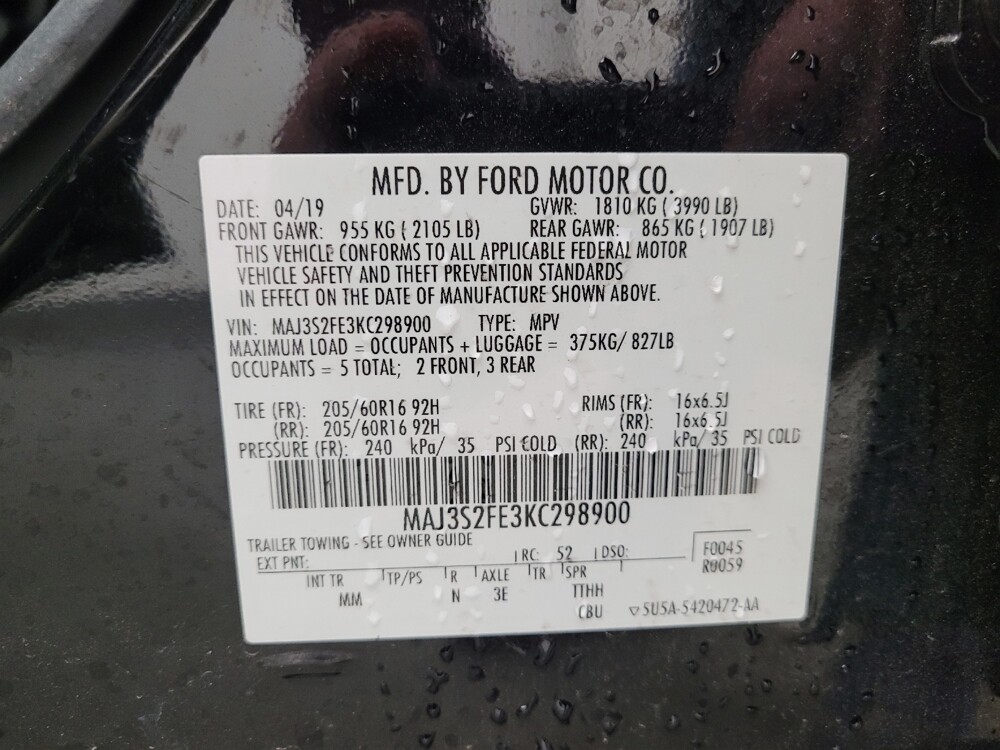 MFD. BY FORD MOTOR CO.
DATE: 04/19 GVWR: 1810 KG ( 3990 LB)
FRONT GAWR: 955 KG ( 2105 LB) REAR GAWR: 865 KG ( 1907 LB)
THIS VEHICLE CONFORMS TO ALL APPLICABLE FEDERAL MOTOR
VEHICLE SAFETY AND THEFT PREVENTION STANDARDS
IN EFFECT ON THE DATE OF MANUFACTURE SHOWN ABOVE.
VIN: MAJ3S2FE3KC298900 TYPE: MPV
MAXIMUM LOAD = OCCUPANTS + LUGGAGE = 375KG/ 827LB
OCCUPANTS = 5 TOTAL; 2 FRONT, 3 REAR
TIRE (FR): 205/60R16 92H RIMS (FR): 16x6.5J
(RR): 205/60R16 92H (RR): 16x6.5J
PRESSURE (FR): 240 kPa/ 35 PSI COLD (RR): 240 kPa/ 35 PSI COLD
MAJ3S2FE3KC298900
TRAILER TOWING - SEE OWNER GUIDE
EXT PNT: RC: 52 DSO: F0045
R0059
INT TR TP/PS R AXLE TR SPR
MM N 3E TTHH
CBU ▽5U5A-5420472-AA